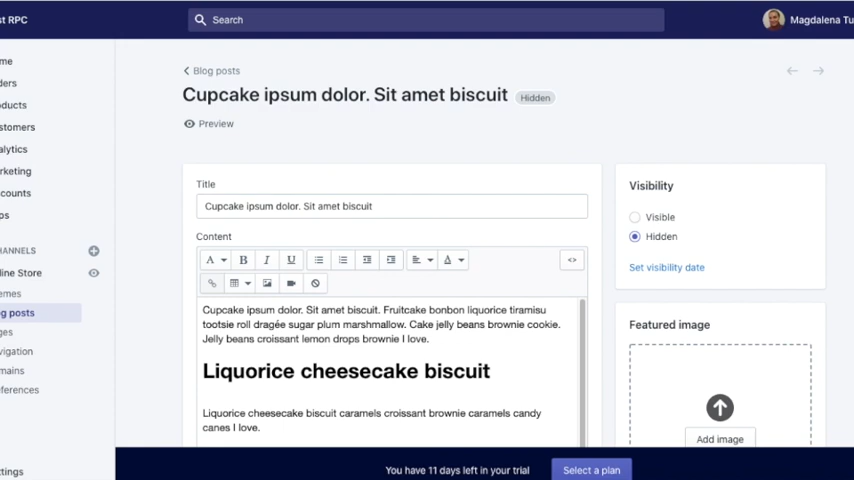 st RPC
Search
Magdalena Tu
me
ders
oducts
ustomers
alytics
rketing
counts
ps
HANNELS
line Store
emes
og posts
ges
vigation
mains
eferences
ttings
Blog posts
Cupcake ipsum dolor. Sit amet biscuit Hidden
Preview
Title
Cupcake ipsum dolor. Sit amet biscuit
Content
A B I U A <>
Cupcake ipsum dolor. Sit amet biscuit. Fruitcake bonbon liquorice tiramisu
tootsie roll dragée sugar plum marshmallow. Cake jelly beans brownie cookie.
Jelly beans croissant lemon drops brownie I love.
Liquorice cheesecake biscuit
Liquorice cheesecake biscuit caramels croissant brownie caramels candy
canes I love.
Visibility
Visible
Hidden
Set visibility date
Featured image
Add image
You have 11 days left in your trial Select a plan